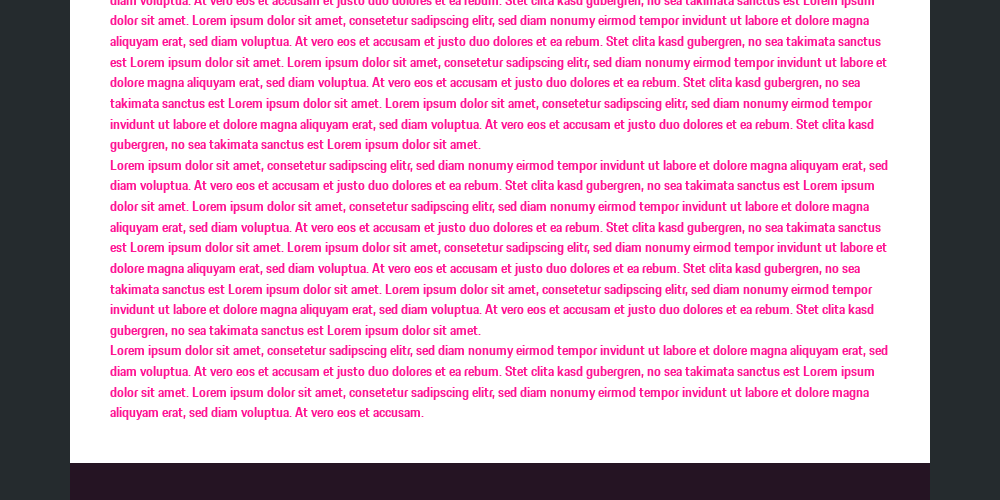 diam voluptua. At vero eos et accusam et justo duo dolores et ea rebum. Stet clita kasd gubergren, no sea takimata sanctus est Lorem ipsum
dolor sit amet. Lorem ipsum dolor sit amet, consetetur sadipscing elitr, sed diam nonumy eirmod tempor invidunt ut labore et dolore magna
aliquyam erat, sed diam voluptua. At vero eos et accusam et justo duo dolores et ea rebum. Stet clita kasd gubergren, no sea takimata sanctus
est Lorem ipsum dolor sit amet. Lorem ipsum dolor sit amet, consetetur sadipscing elitr, sed diam nonumy eirmod tempor invidunt ut labore et
dolore magna aliquyam erat, sed diam voluptua. At vero eos et accusam et justo duo dolores et ea rebum. Stet clita kasd gubergren, no sea
takimata sanctus est Lorem ipsum dolor sit amet. Lorem ipsum dolor sit amet, consetetur sadipscing elitr, sed diam nonumy eirmod tempor
invidunt ut labore et dolore magna aliquyam erat, sed diam voluptua. At vero eos et accusam et justo duo dolores et ea rebum. Stet clita kasd
gubergren, no sea takimata sanctus est Lorem ipsum dolor sit amet.
Lorem ipsum dolor sit amet, consetetur sadipscing elitr, sed diam nonumy eirmod tempor invidunt ut labore et dolore magna aliquyam erat, sed
diam voluptua. At vero eos et accusam et justo duo dolores et ea rebum. Stet clita kasd gubergren, no sea takimata sanctus est Lorem ipsum
dolor sit amet. Lorem ipsum dolor sit amet, consetetur sadipscing elitr, sed diam nonumy eirmod tempor invidunt ut labore et dolore magna
aliquyam erat, sed diam voluptua. At vero eos et accusam et justo duo dolores et ea rebum. Stet clita kasd gubergren, no sea takimata sanctus
est Lorem ipsum dolor sit amet. Lorem ipsum dolor sit amet, consetetur sadipscing elitr, sed diam nonumy eirmod tempor invidunt ut labore et
dolore magna aliquyam erat, sed diam voluptua. At vero eos et accusam et justo duo dolores et ea rebum. Stet clita kasd gubergren, no sea
takimata sanctus est Lorem ipsum dolor sit amet. Lorem ipsum dolor sit amet, consetetur sadipscing elitr, sed diam nonumy eirmod tempor
invidunt ut labore et dolore magna aliquyam erat, sed diam voluptua. At vero eos et accusam et justo duo dolores et ea rebum. Stet clita kasd
gubergren, no sea takimata sanctus est Lorem ipsum dolor sit amet.
Lorem ipsum dolor sit amet, consetetur sadipscing elitr, sed diam nonumy eirmod tempor invidunt ut labore et dolore magna aliquyam erat, sed
diam voluptua. At vero eos et accusam et justo duo dolores et ea rebum. Stet clita kasd gubergren, no sea takimata sanctus est Lorem ipsum
dolor sit amet. Lorem ipsum dolor sit amet, consetetur sadipscing elitr, sed diam nonumy eirmod tempor invidunt ut labore et dolore magna
aliquyam erat, sed diam voluptua. At vero eos et accusam.